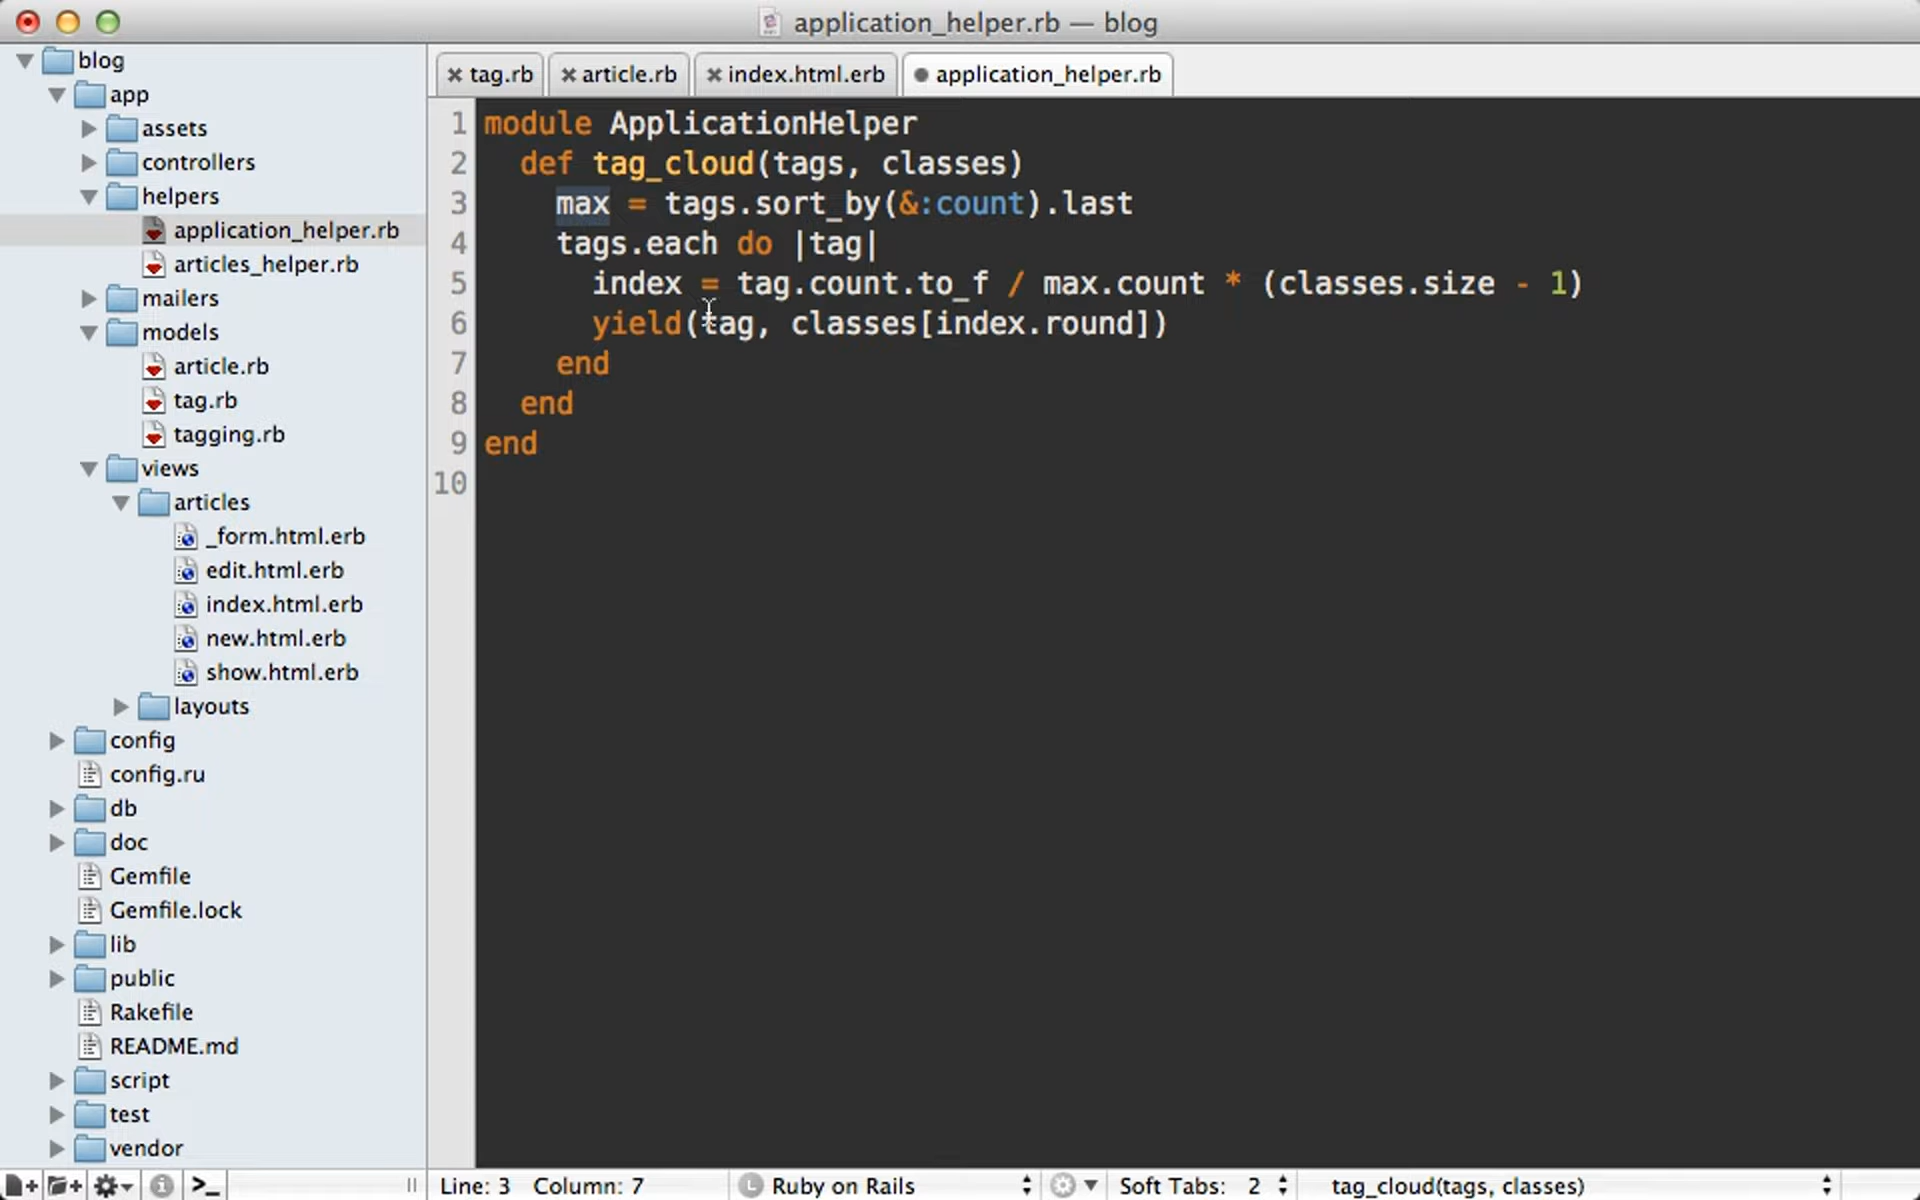 application_helper.rb — blog
blog
app
assets
controllers
helpers
application_helper.rb
articles_helper.rb
mailers
models
article.rb
tag.rb
tagging.rb
views
articles
_form.html.erb
edit.html.erb
index.html.erb
new.html.erb
show.html.erb
layouts
config
config.ru
db
doc
Gemfile
Gemfile.lock
lib
public
Rakefile
README.md
script
test
vendor
tag.rb article.rb index.html.erb application_helper.rb
1 module ApplicationHelper
2 def tag_cloud(tags, classes)
3 max = tags.sort_by(&:count).last
4 tags.each do |tag|
5 index = tag.count.to_f / max.count * (classes.size - 1)
6 yield(tag, classes[index.round])
7 end
8 end
9 end
10
Line: 3 Column: 7 Ruby on Rails Soft Tabs: 2 tag_cloud(tags, classes)